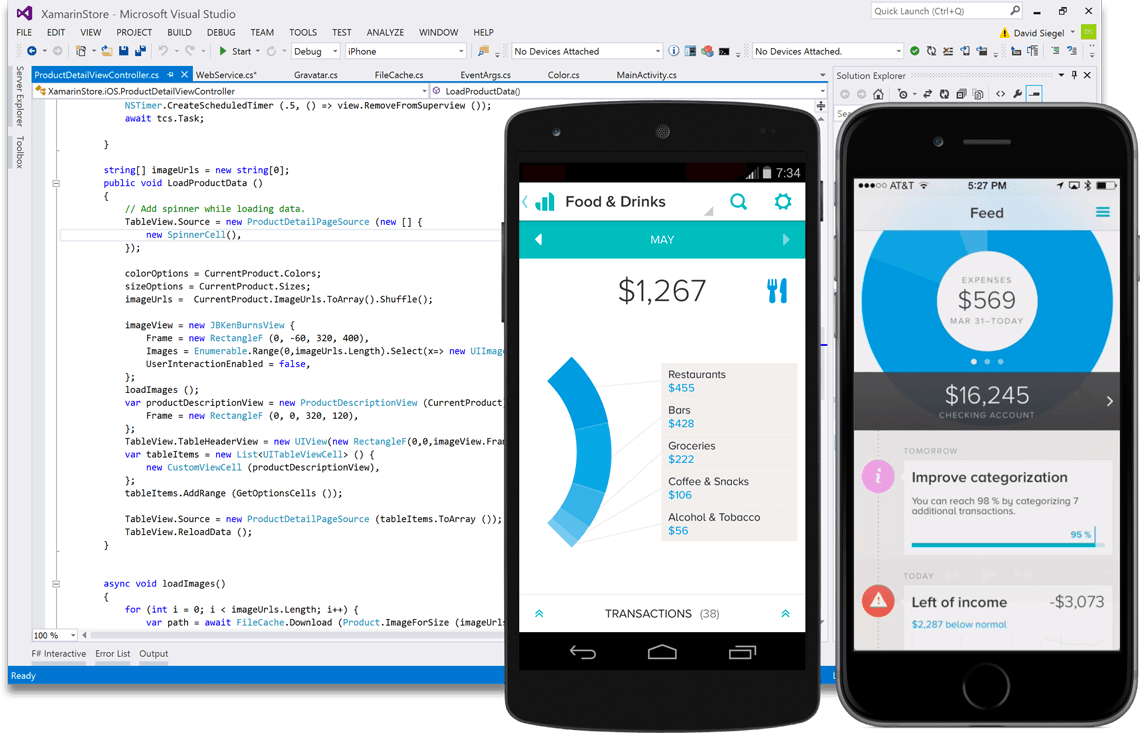 XamarinStore - Microsoft Visual Studio
Quick Launch (Ctrl+Q)
FILE EDIT VIEW PROJECT BUILD DEBUG TEAM TOOLS TEST ANALYZE WINDOW HELP
David Siegel DS
Start Debug iPhone No Devices Attached No Devices Attached.
Server Explorer
Toolbox
ProductDetailViewController.cs WebService.cs* Gravatar.cs FileCache.cs EventArgs.cs Color.cs MainActivity.cs
Solution Explorer
XamarinStore.iOS.ProductDetailViewController LoadProductData()
NSTimer.CreateScheduledTimer (.5, () => view.RemoveFromSuperview ());
await tcs.Task;
}
string[] imageUrls = new string[0];
public void LoadProductData ()
{
// Add spinner while loading data.
TableView.Source = new ProductDetailPageSource (new [] {
new SpinnerCell(),
});
colorOptions = CurrentProduct.Colors;
sizeOptions = CurrentProduct.Sizes;
imageUrls = CurrentProduct.ImageUrls.ToArray().Shuffle();
imageView = new JBKenBurnsView {
Frame = new RectangleF (0, -60, 320, 400),
Images = Enumerable.Range(0,imageUrls.Length).Select(x=> new UIImag
UserInteractionEnabled = false,
};
loadImages ();
var productDescriptionView = new ProductDescriptionView (CurrentProduct)
Frame = new RectangleF (0, 0, 320, 120),
};
TableView.TableHeaderView = new UIView(new RectangleF(0,0,imageView.Fram
var tableItems = new List<UITableViewCell> () {
new CustomViewCell (productDescriptionView),
};
tableItems.AddRange (GetOptionsCells ());
TableView.Source = new ProductDetailPageSource (tableItems.ToArray ());
TableView.ReloadData ();
}
async void loadImages()
{
for (int i = 0; i < imageUrls.Length; i++) {
var path = await FileCache.Download (Product.ImageForSize (imageUrls
100 %
F# Interactive Error List Output
Ready
7:34
Food & Drinks
MAY
$1,267
Restaurants
$455
Bars
$428
Groceries
$222
Coffee & Snacks
$106
Alcohol & Tobacco
$56
TRANSACTIONS (38)
AT&T 5:27 PM
Feed
EXPENSES
$569
MAR 31–TODAY
$16,245
CHECKING ACCOUNT
TOMORROW
Improve categorization
You can reach 98 % by categorizing 7
additional transactions.
95 %
TODAY
Left of income -$3,073
$2,287 below normal